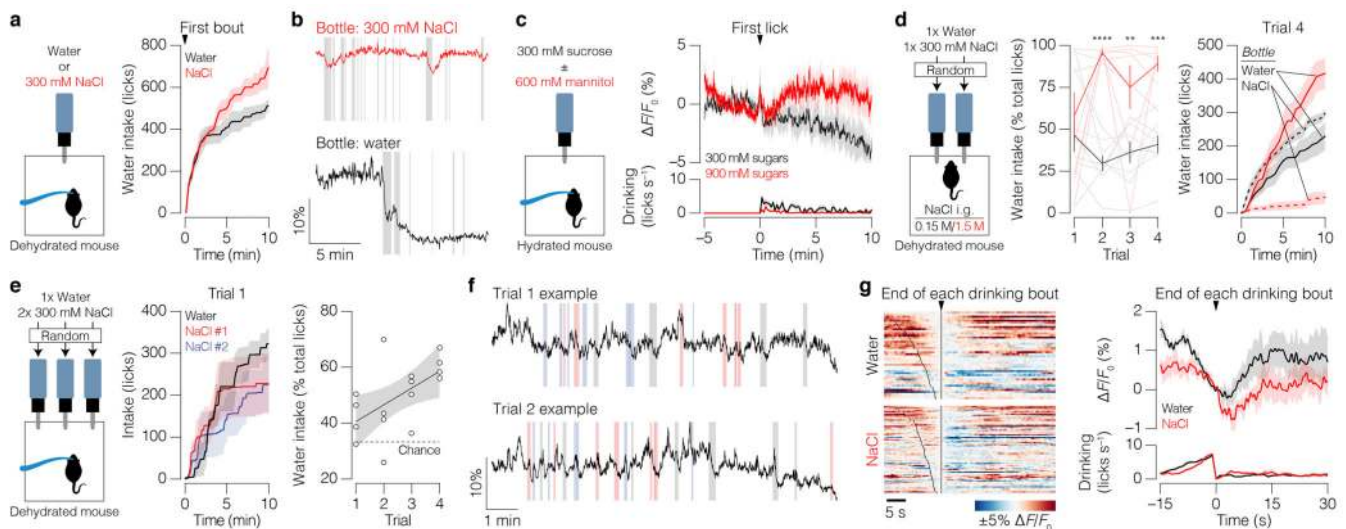 a
Water
or
300 mM NaCl
Dehydrated mouse
First bout
Water
NaCl
Water intake (licks)
800
600
400
200
0
0 5 10
Time (min)
b
Bottle: 300 mM NaCl
Bottle: water
10%
5 min
c
300 mM sucrose
±
600 mM mannitol
Hydrated mouse
First lick
ΔF/F0 (%)
5
0
−5
300 mM sugars
900 mM sugars
Drinking
(licks s−1)
10
0
−5 0 5 10
Time (min)
d
1x Water
1x 300 mM NaCl
Random
NaCl i.g.
0.15 M/1.5 M
Dehydrated mouse
**** ** ***
Water intake (% total licks)
100
75
50
25
0
1 2 3 4
Trial
Trial 4
Bottle
Water
NaCl
Water intake (licks)
500
400
300
200
100
0
0 5 10
Time (min)
e
1x Water
2x 300 mM NaCl
Random
Dehydrated mouse
Trial 1
Water
NaCl #1
NaCl #2
Intake (licks)
400
300
200
100
0
0 5 10
Time (min)
Water intake (% total licks)
80
60
40
20
Chance
1 2 3 4
Trial
f
Trial 1 example
Trial 2 example
10%
1 min
g
End of each drinking bout
Water
NaCl
5 s
±5% ΔF/F0
End of each drinking bout
ΔF/F0 (%)
2
1
0
−1
Water
NaCl
Drinking
(licks s−1)
10
0
−15 0 15 30
Time (s)